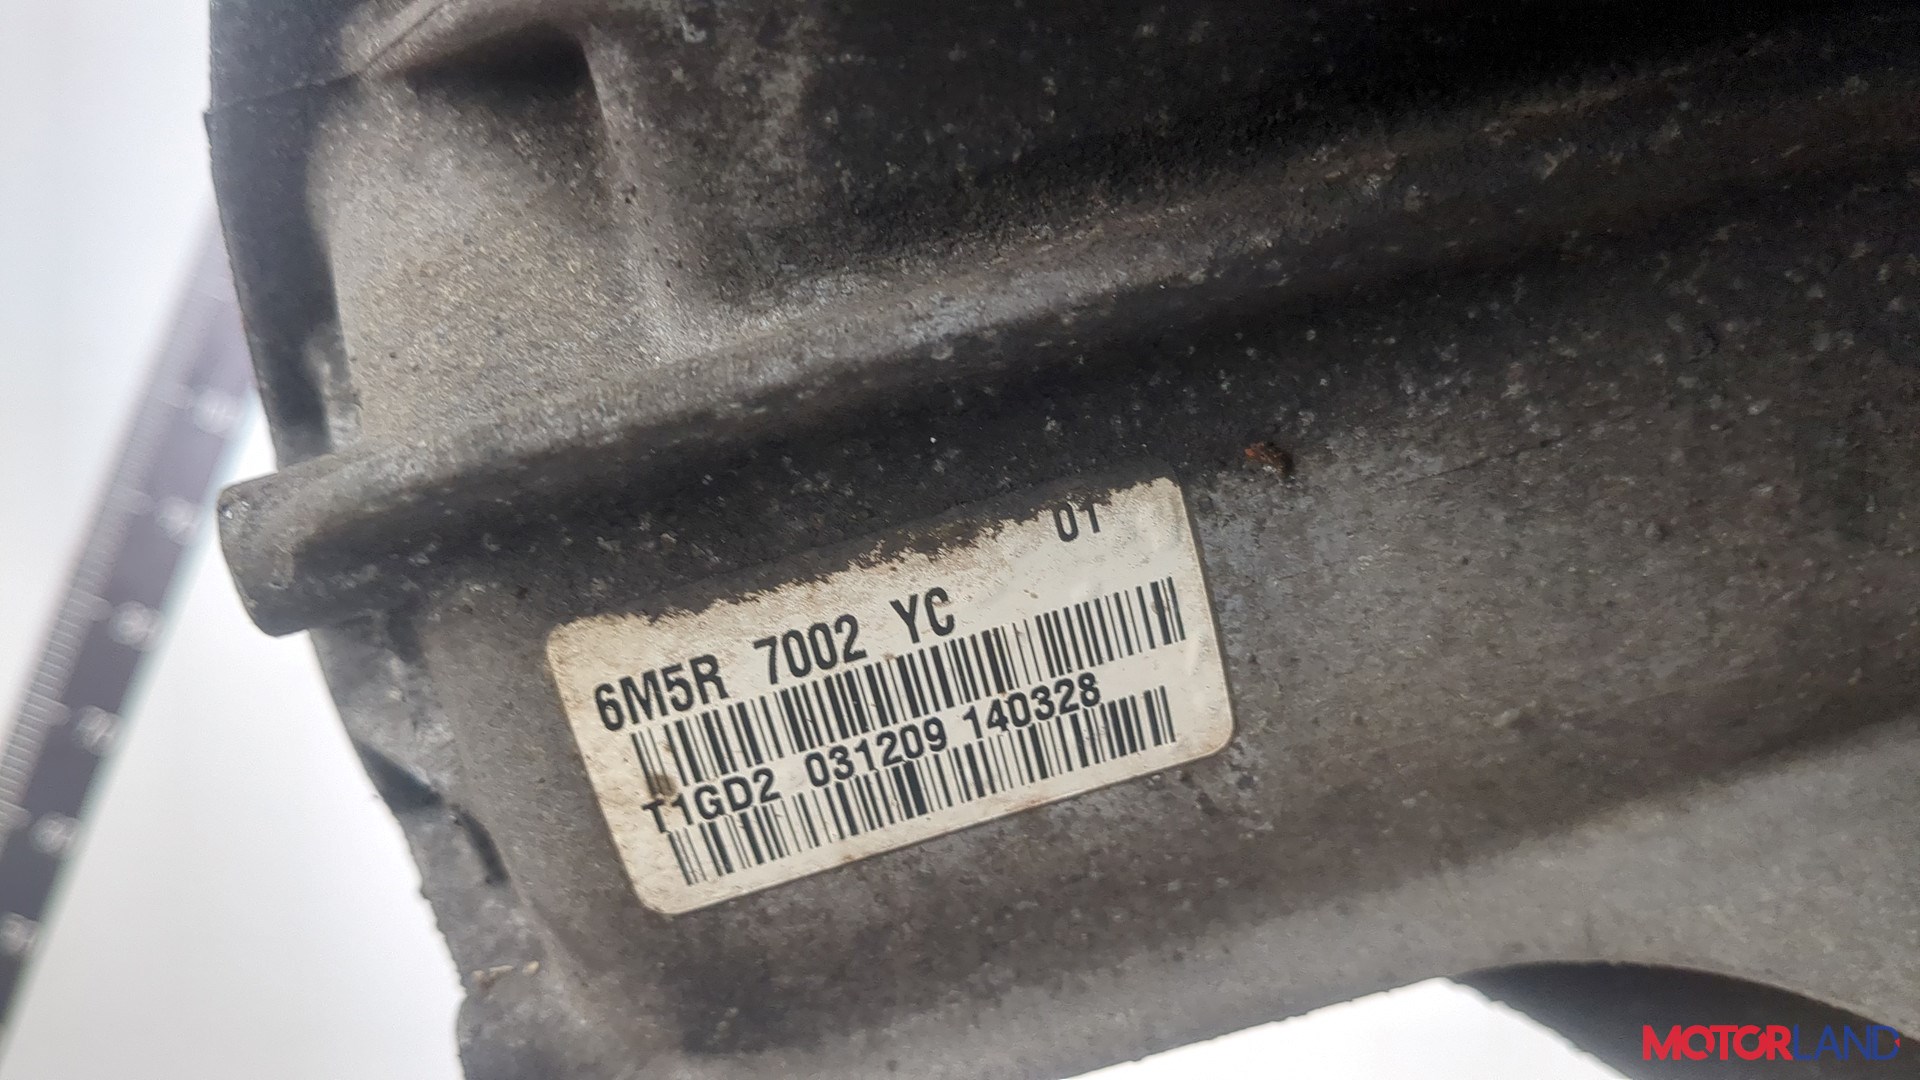 01
6M5R 7002 YC
T1GD2 031209 140328
MOTORLAND